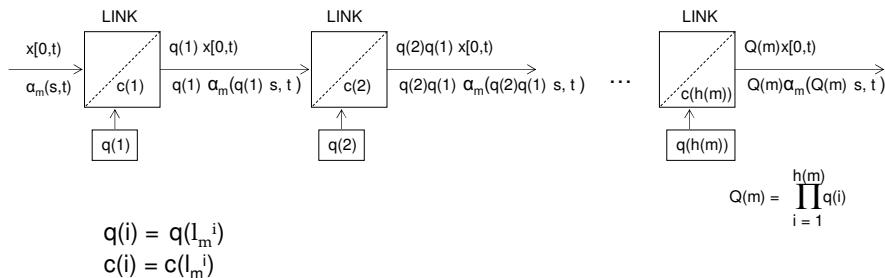 LINK LINK LINK
x[0,t) q(1) x[0,t) q(2)q(1) x[0,t) Q(m)x[0,t)
α_m(s,t) c(1) q(1) α_m(q(1) s, t ) c(2) q(2)q(1) α_m(q(2)q(1) s, t ) ... c(h(m)) Q(m)α_m(Q(m) s, t )
q(1) q(2) q(h(m))
h(m)
Q(m) = ∏ q(i)
i = 1
q(i) = q(l_m^i)
c(i) = c(l_m^i)